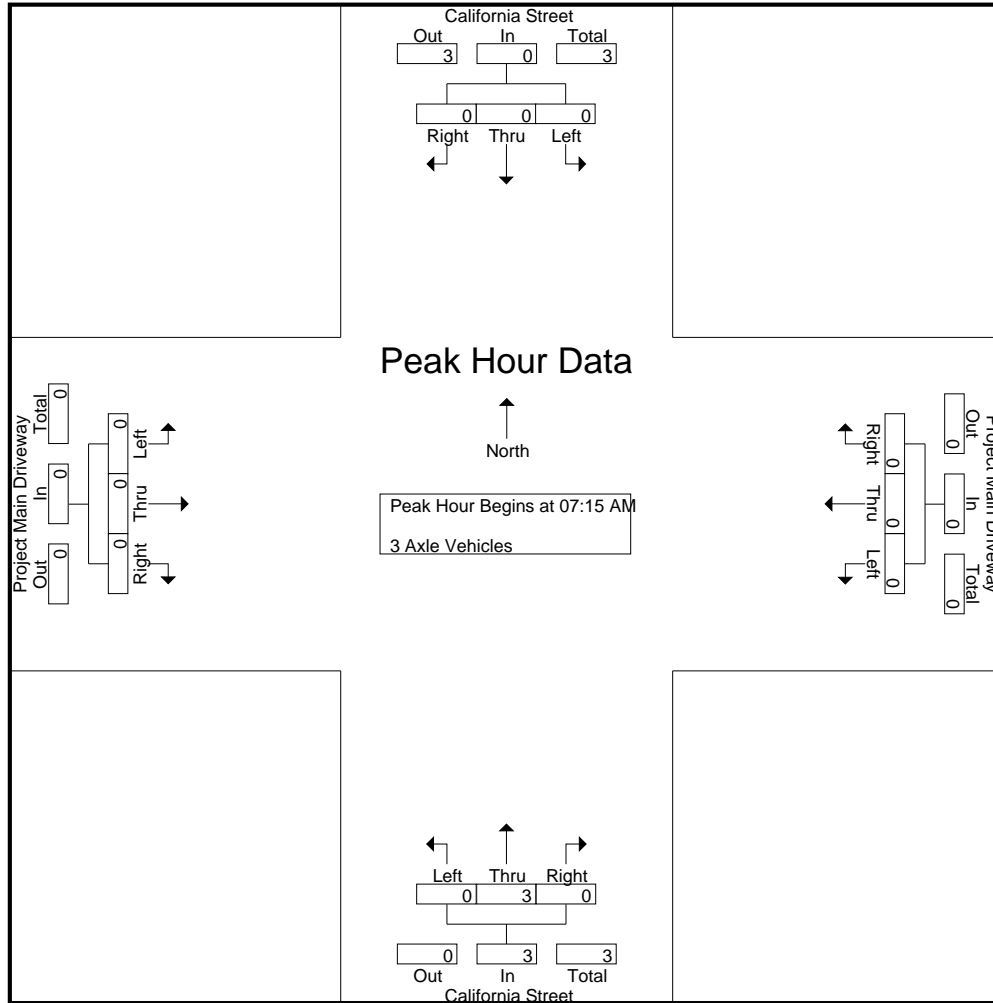 California Street
Out In Total
3 0 3
0 0 0
Right Thru Left
Peak Hour Data
North
Peak Hour Begins at 07:15 AM
3 Axle Vehicles
Project Main Driveway
Total In Out
0 0 0
0 0 0
Left Thru Right
Project Main Driveway
Out In Total
0 0 0
0 0 0
Right Thru Left
Left Thru Right
0 3 0
0 3 3
Out In Total
California Street